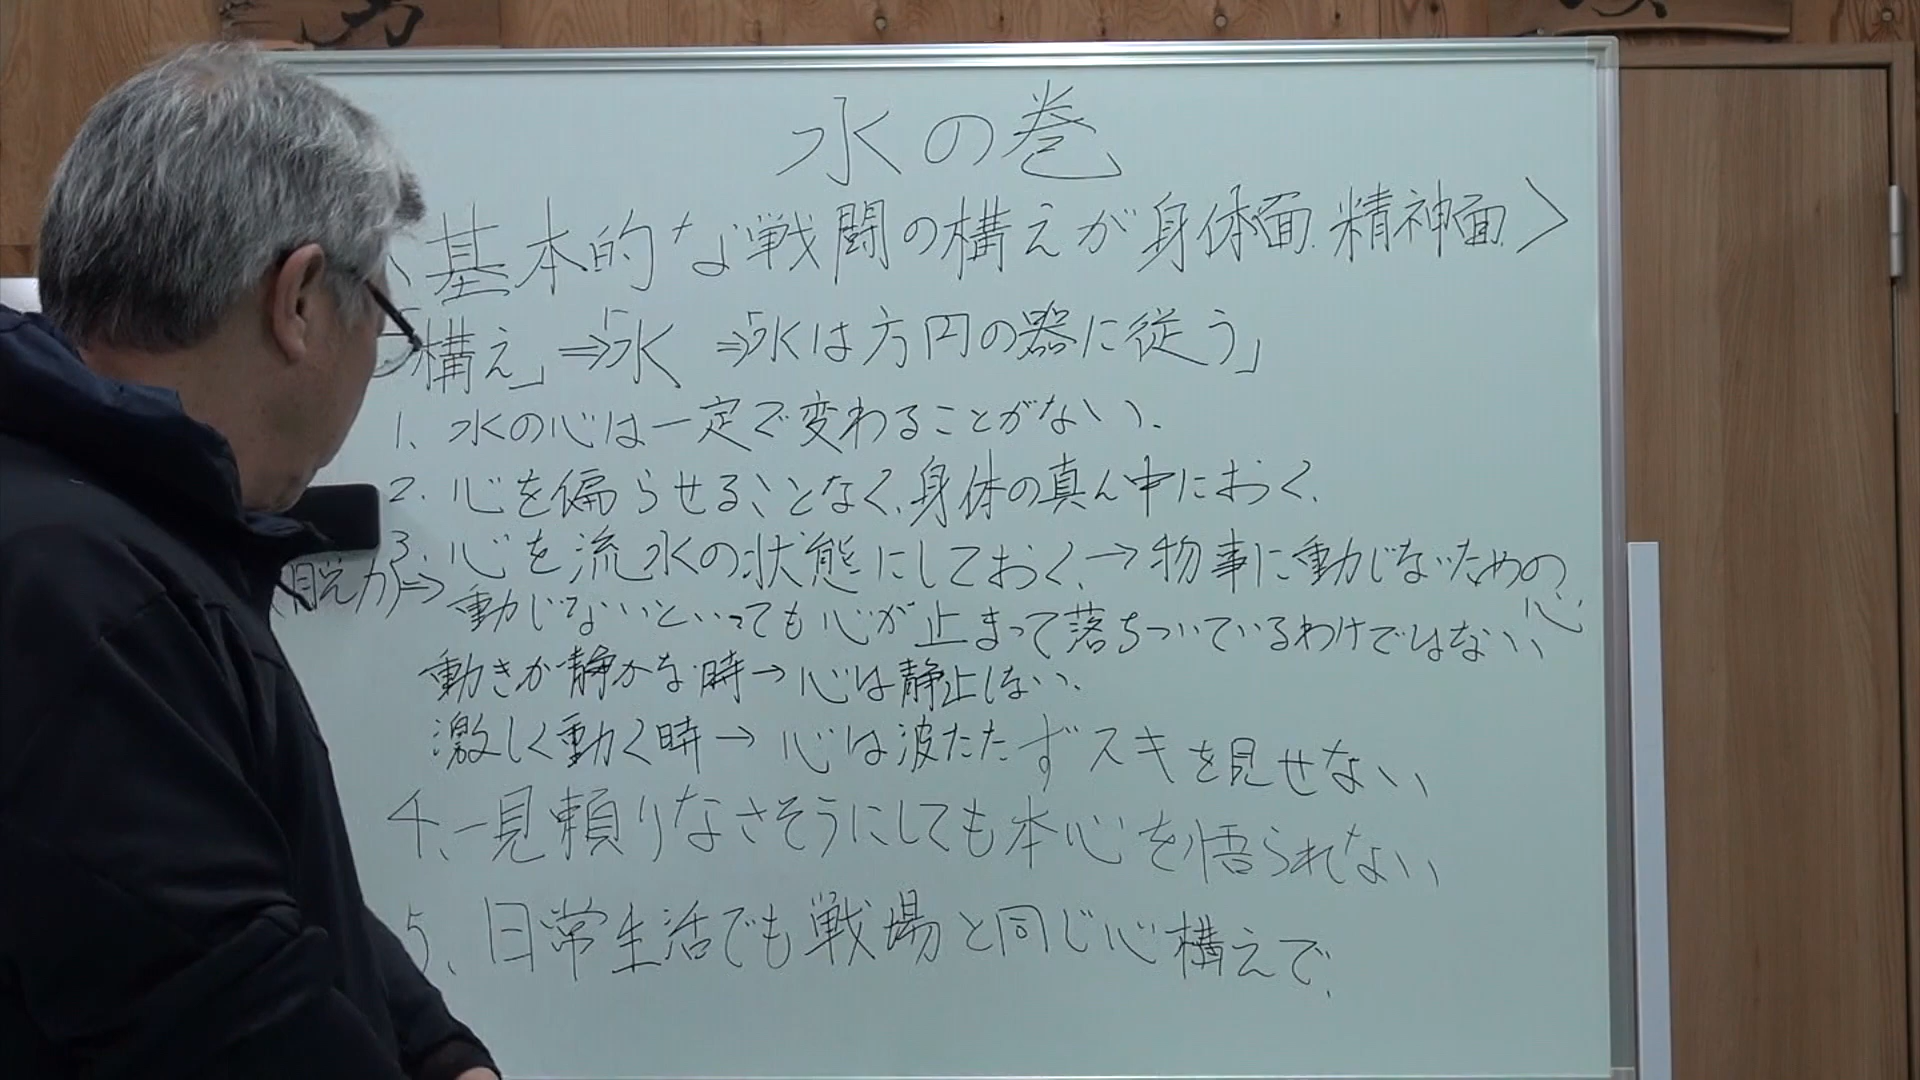 水の巻
基本的な戦闘の構えが身体面.精神面>
「構え」⇒「水」⇒「水は方円の器に従う」
1、水の心は一定で変わることがない、
2.心を偏らせることなく、身体の真ん中におく、
3.心を流水の状態にしておく、→物事に動じないための心
(脱力)⇒動じないといっても心が止まって落ちついているわけではない
動きが静かな時→心は静止しない、
激しく動く時→心は波たたずスキを見せない
4、一見頼りなさそうにしても本心を悟られない
5、日常生活でも戦場と同じ心構えで、